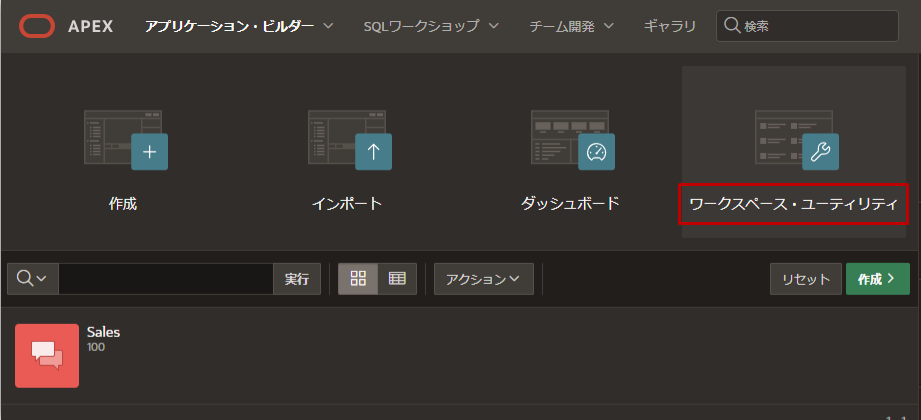 APEX アプリケーション・ビルダー SQLワークショップ チーム開発 ギャラリ 検索
作成 インポート ダッシュボード ワークスペース・ユーティリティ
実行 アクション リセット 作成
Sales
100